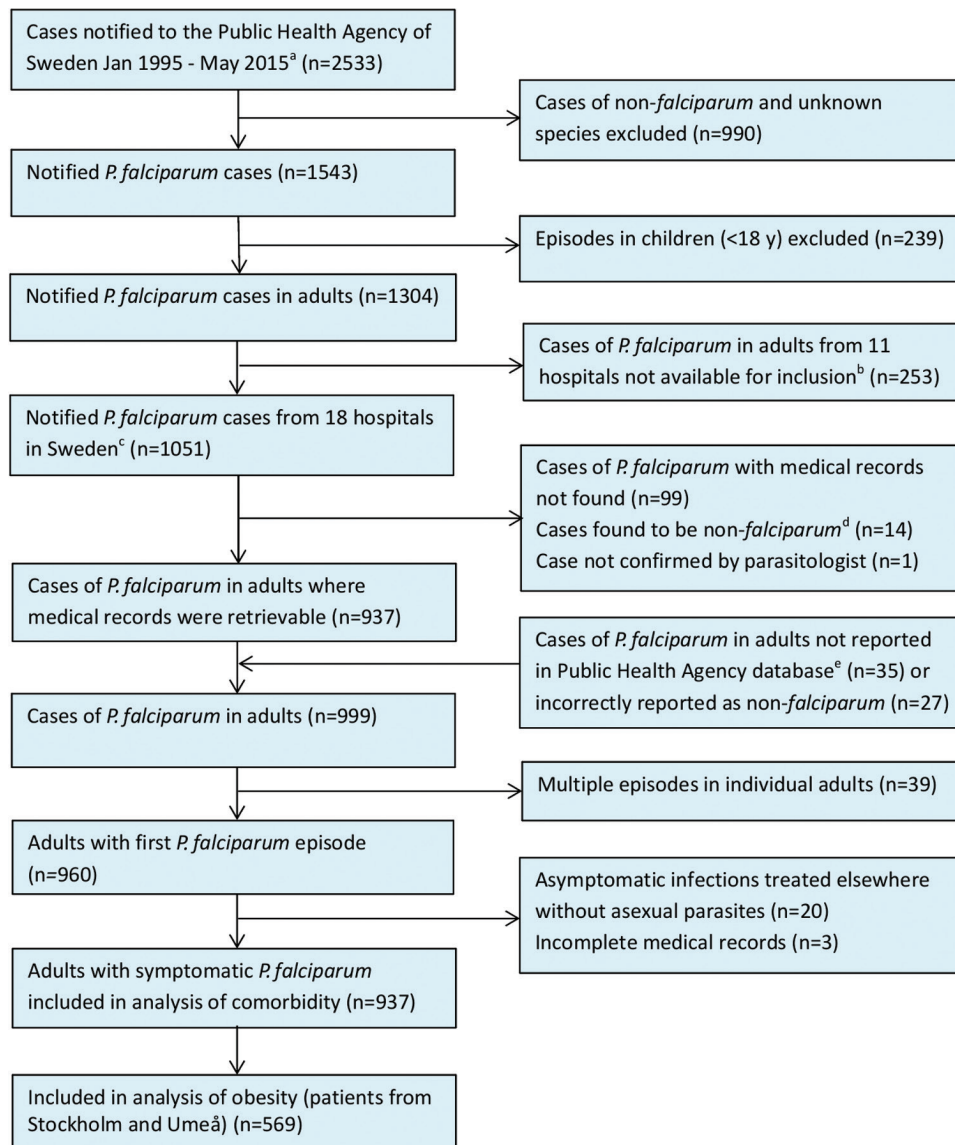 Cases notified to the Public Health Agency of
Sweden Jan 1995 - May 2015ᵃ (n=2533)
Cases of non-falciparum and unknown
species excluded (n=990)
Notified P. falciparum cases (n=1543)
Episodes in children (<18 y) excluded (n=239)
Notified P. falciparum cases in adults (n=1304)
Cases of P. falciparum in adults from 11
hospitals not available for inclusionᵇ (n=253)
Notified P. falciparum cases from 18 hospitals
in Swedenᶜ (n=1051)
Cases of P. falciparum with medical records
not found (n=99)
Cases found to be non-falciparumᵈ (n=14)
Case not confirmed by parasitologist (n=1)
Cases of P. falciparum in adults where
medical records were retrievable (n=937)
Cases of P. falciparum in adults not reported
in Public Health Agency databaseᵉ (n=35) or
incorrectly reported as non-falciparum (n=27)
Cases of P. falciparum in adults (n=999)
Multiple episodes in individual adults (n=39)
Adults with first P. falciparum episode
(n=960)
Asymptomatic infections treated elsewhere
without asexual parasites (n=20)
Incomplete medical records (n=3)
Adults with symptomatic P. falciparum
included in analysis of comorbidity (n=937)
Included in analysis of obesity (patients from
Stockholm and Umeå) (n=569)